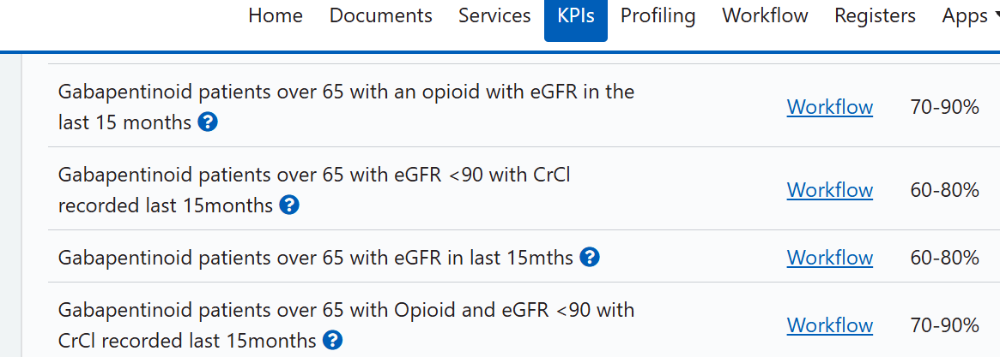 Home Documents Services KPIs Profiling Workflow Registers Apps
Gabapentinoid patients over 65 with an opioid with eGFR in the
last 15 months ?
Workflow 70-90%
Gabapentinoid patients over 65 with eGFR <90 with CrCl
recorded last 15months ?
Workflow 60-80%
Gabapentinoid patients over 65 with eGFR in last 15mths ? Workflow 60-80%
Gabapentinoid patients over 65 with Opioid and eGFR <90 with
CrCl recorded last 15months ?
Workflow 70-90%